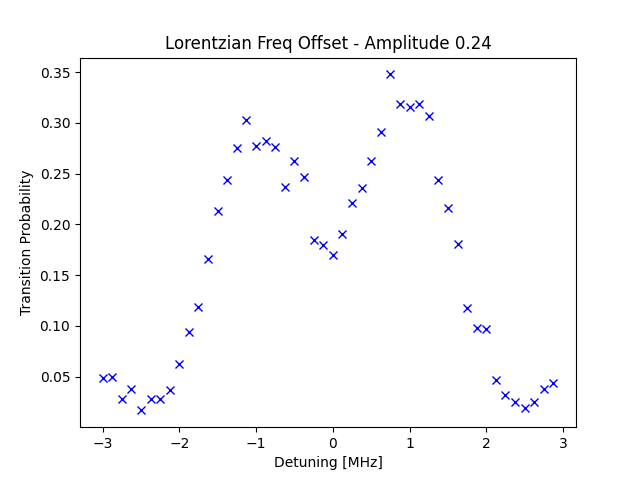 Lorentzian Freq Offset - Amplitude 0.24
Transition Probability
0.35
0.30
0.25
0.20
0.15
0.10
0.05
−3 −2 −1 0 1 2 3
Detuning [MHz]